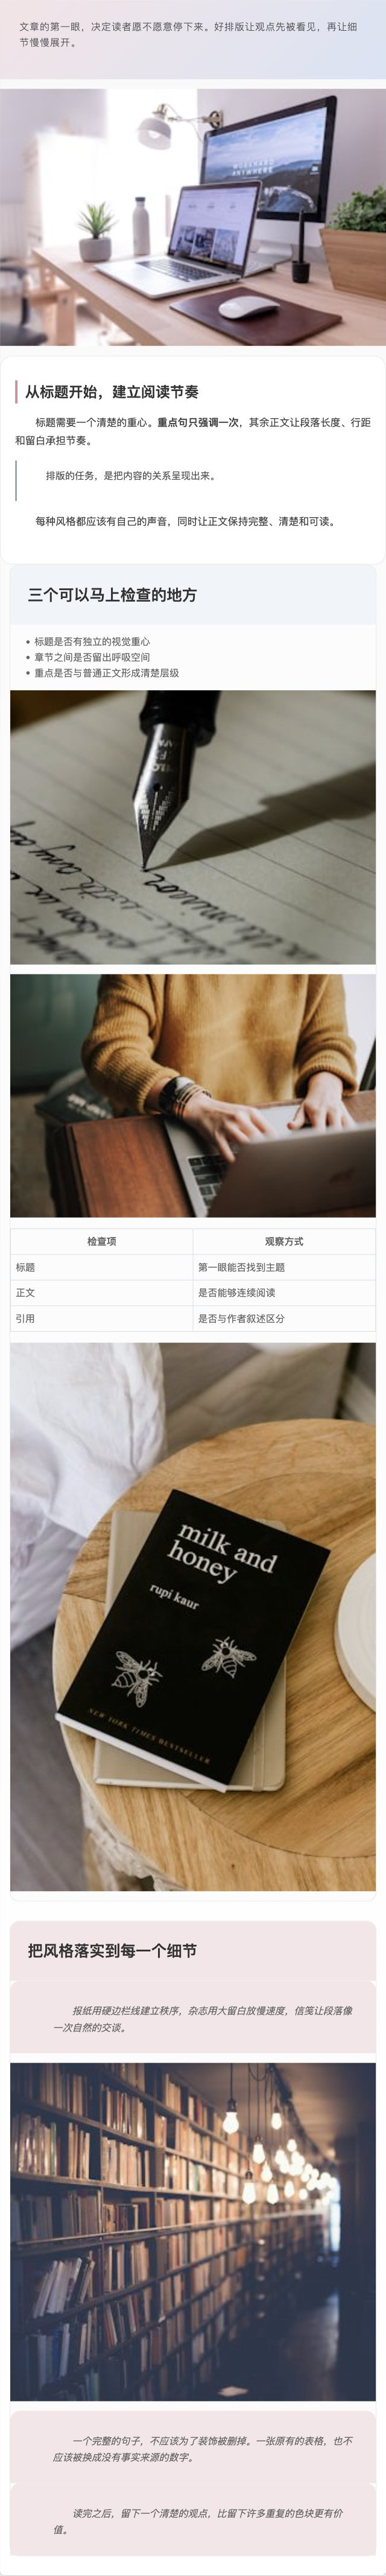 文章的第一眼，决定读者愿不愿意停下来。好排版让观点先被看见，再让细
节慢慢展开。
WORKHARD
ANYWHERE
从标题开始，建立阅读节奏
标题需要一个清楚的重心。重点句只强调一次，其余正文让段落长度、行距
和留白承担节奏。
排版的任务，是把内容的关系呈现出来。
每种风格都应该有自己的声音，同时让正文保持完整、清楚和可读。
三个可以马上检查的地方
• 标题是否有独立的视觉重心
• 章节之间是否留出呼吸空间
• 重点是否与普通正文形成清楚层级
检查项 观察方式
标题 第一眼能否找到主题
正文 是否能够连续阅读
引用 是否与作者叙述区分
milk and
honey
rupi kaur
NEW YORK TIMES BESTSELLER
把风格落实到每一个细节
报纸用硬边栏线建立秩序，杂志用大留白放慢速度，信笺让段落像
一次自然的交谈。
一个完整的句子，不应该为了装饰被删掉。一张原有的表格，也不
应该被换成没有事实来源的数字。
读完之后，留下一个清楚的观点，比留下许多重复的色块更有价
值。